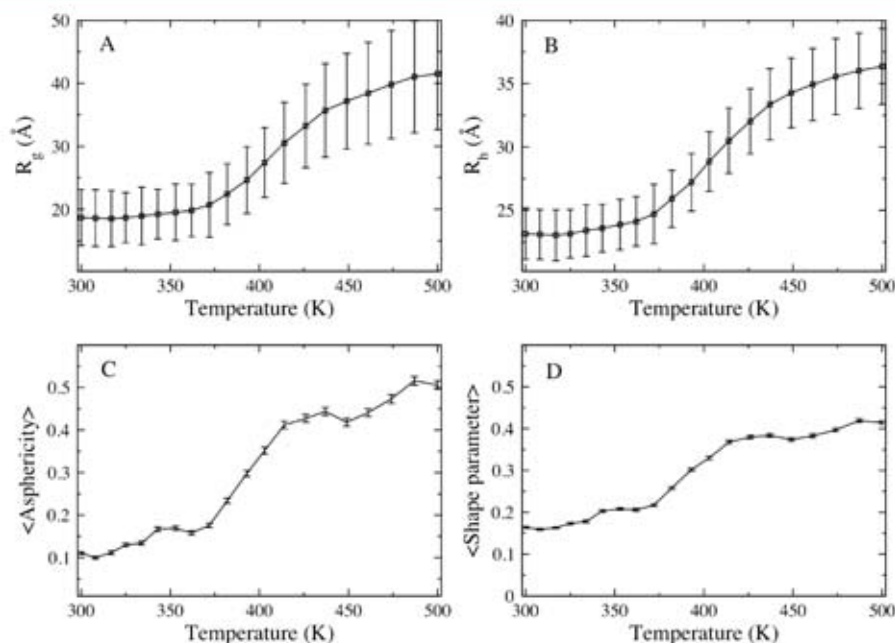 A
R_g (Å)
50
40
30
20
300 350 400 450 500
Temperature (K)
B
R_h (Å)
40
35
30
25
300 350 400 450 500
Temperature (K)
C
<Asphericity>
0.5
0.4
0.3
0.2
0.1
300 350 400 450 500
Temperature (K)
D
<Shape parameter>
0.6
0.5
0.4
0.3
0.2
0.1
0
300 350 400 450 500
Temperature (K)